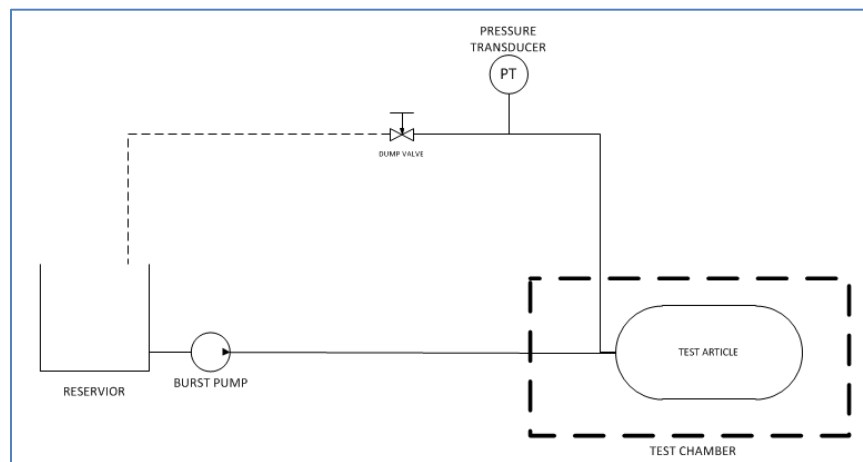 PRESSURE
TRANSDUCER
PT
DUMP VALVE
TEST ARTICLE
RESERVIOR
BURST PUMP
TEST CHAMBER